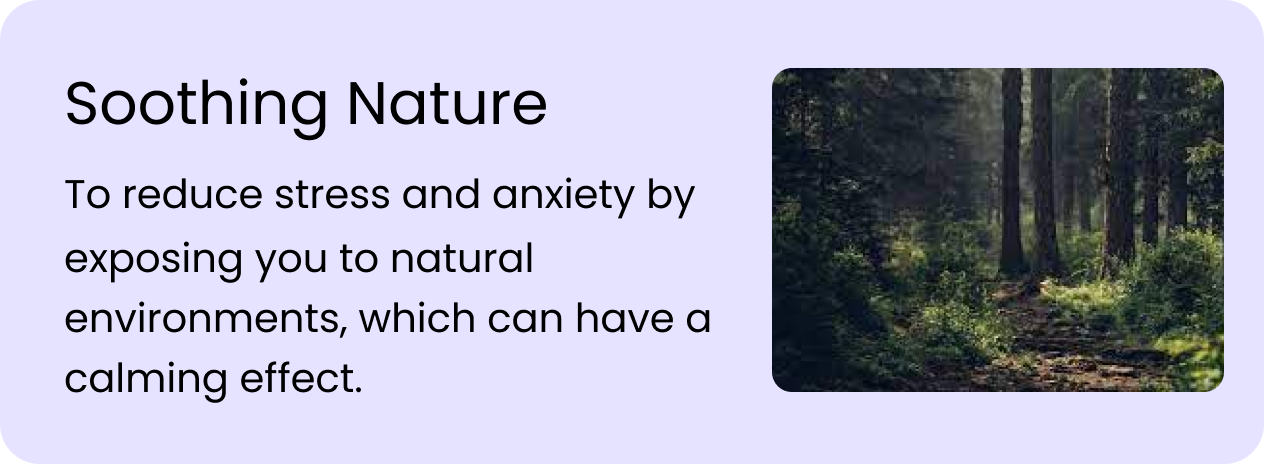 Soothing Nature
To reduce stress and anxiety by
exposing you to natural
environments, which can have a
calming effect.